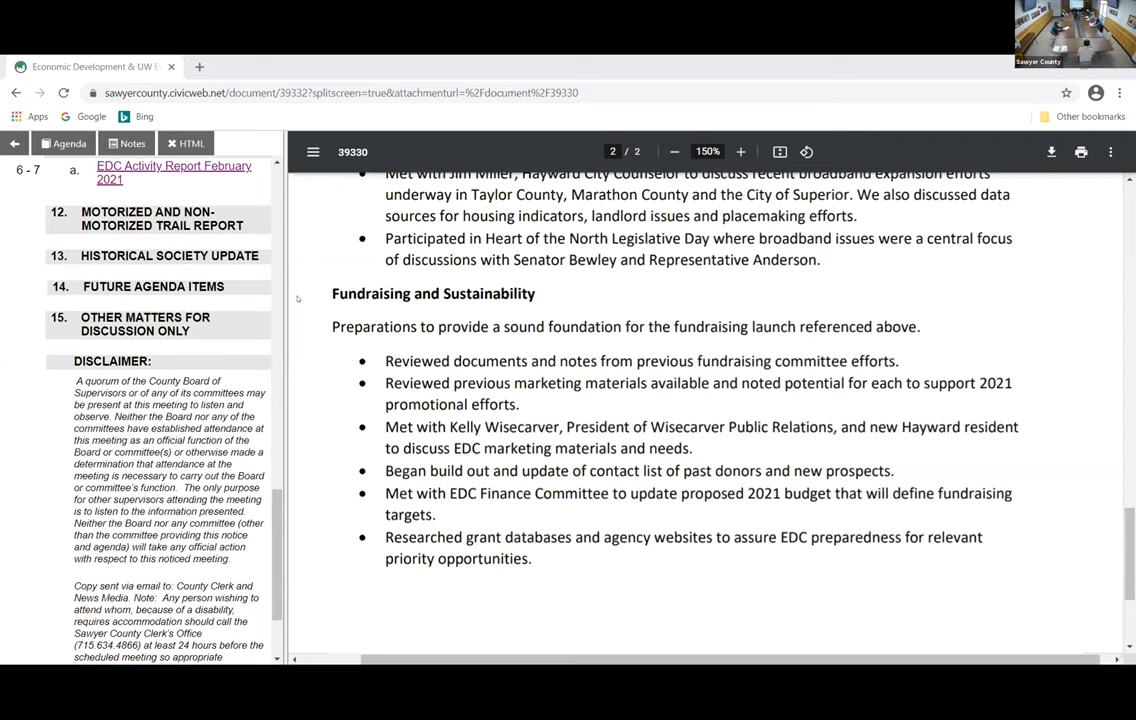 Sawyer County
Economic Development & UW E
sawyercounty.civicweb.net/document/39332?splitscreen=true&attachmenturl=%2Fdocument%2F39330
Apps
Google
Bing
Other bookmarks
Agenda
Notes
HTML
39330
2 / 2
150%
6 - 7 a. EDC Activity Report February
2021
12. MOTORIZED AND NON-
MOTORIZED TRAIL REPORT
13. HISTORICAL SOCIETY UPDATE
14. FUTURE AGENDA ITEMS
15. OTHER MATTERS FOR
DISCUSSION ONLY
DISCLAIMER:
A quorum of the County Board of
Supervisors or of any of its committees may
be present at this meeting to listen and
observe. Neither the Board nor any of the
committees have established attendance at
this meeting as an official function of the
Board or committee(s) or otherwise made a
determination that attendance at the
meeting is necessary to carry out the Board
or committee's function. The only purpose
for other supervisors attending the meeting
is to listen to the information presented.
Neither the Board nor any committee (other
than the committee providing this notice
and agenda) will take any official action
with respect to this noticed meeting.
Copy sent via email to: County Clerk and
News Media. Note: Any person wishing to
attend whom, because of a disability,
requires accommodation should call the
Sawyer County Clerk's Office
(715.634.4866) at least 24 hours before the
scheduled meeting so appropriate
• Met with Jim Miller, Hayward City Counselor to discuss recent broadband expansion efforts
underway in Taylor County, Marathon County and the City of Superior. We also discussed data
sources for housing indicators, landlord issues and placemaking efforts.
• Participated in Heart of the North Legislative Day where broadband issues were a central focus
of discussions with Senator Bewley and Representative Anderson.
Fundraising and Sustainability
Preparations to provide a sound foundation for the fundraising launch referenced above.
• Reviewed documents and notes from previous fundraising committee efforts.
• Reviewed previous marketing materials available and noted potential for each to support 2021
promotional efforts.
• Met with Kelly Wisecarver, President of Wisecarver Public Relations, and new Hayward resident
to discuss EDC marketing materials and needs.
• Began build out and update of contact list of past donors and new prospects.
• Met with EDC Finance Committee to update proposed 2021 budget that will define fundraising
targets.
• Researched grant databases and agency websites to assure EDC preparedness for relevant
priority opportunities.